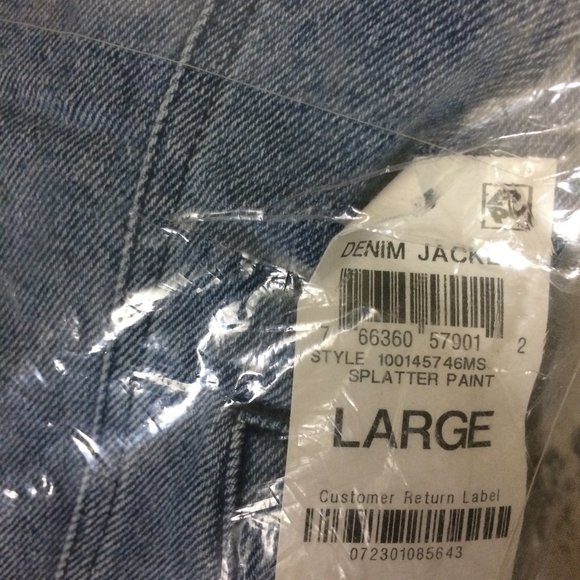 DENIM JACKE
7 66360 57901 2
STYLE 100145746MS
SPLATTER PAINT
LARGE
Customer Return Label
072301085643